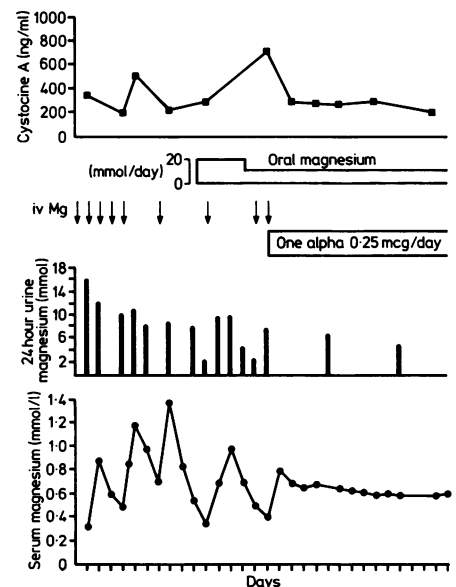 Cystocine A (ng/ml)
1000
800
600
400
200
0
(mmol/day)
20
0
Oral magnesium
iv Mg
One alpha 0·25 mcg/day
24 hour urine
magnesium (mmol)
18
14
10
6
2
Serum magnesium (mmol/l)
1·4
1·2
1·0
0·8
0·6
0·4
0·2
0
Days